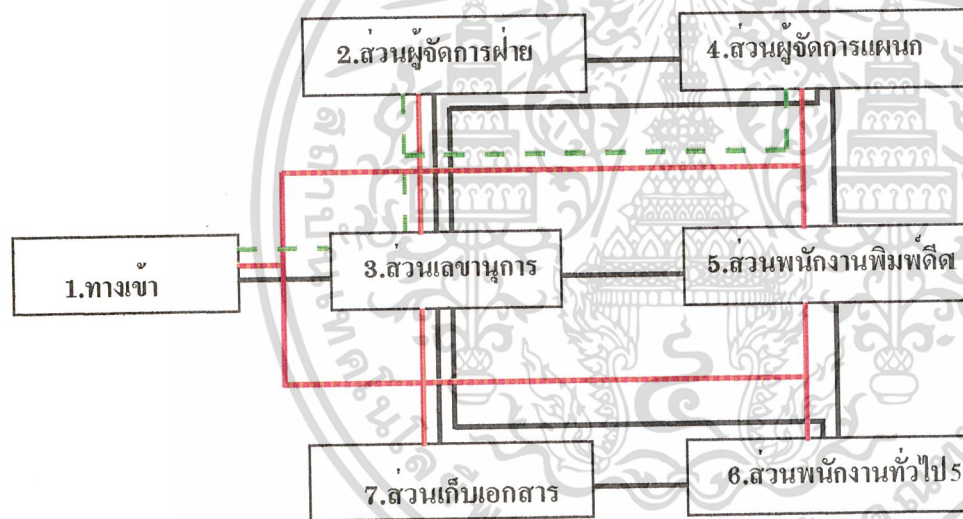 2.ส่วนผู้จัดการฝ่าย
4.ส่วนผู้จัดการแผนก
1.ทางเข้า
3.ส่วนเลขานุการ
5.ส่วนพนักงานพิมพ์ดีด
7.ส่วนเก็บเอกสาร
6.ส่วนพนักงานทั่วไป5